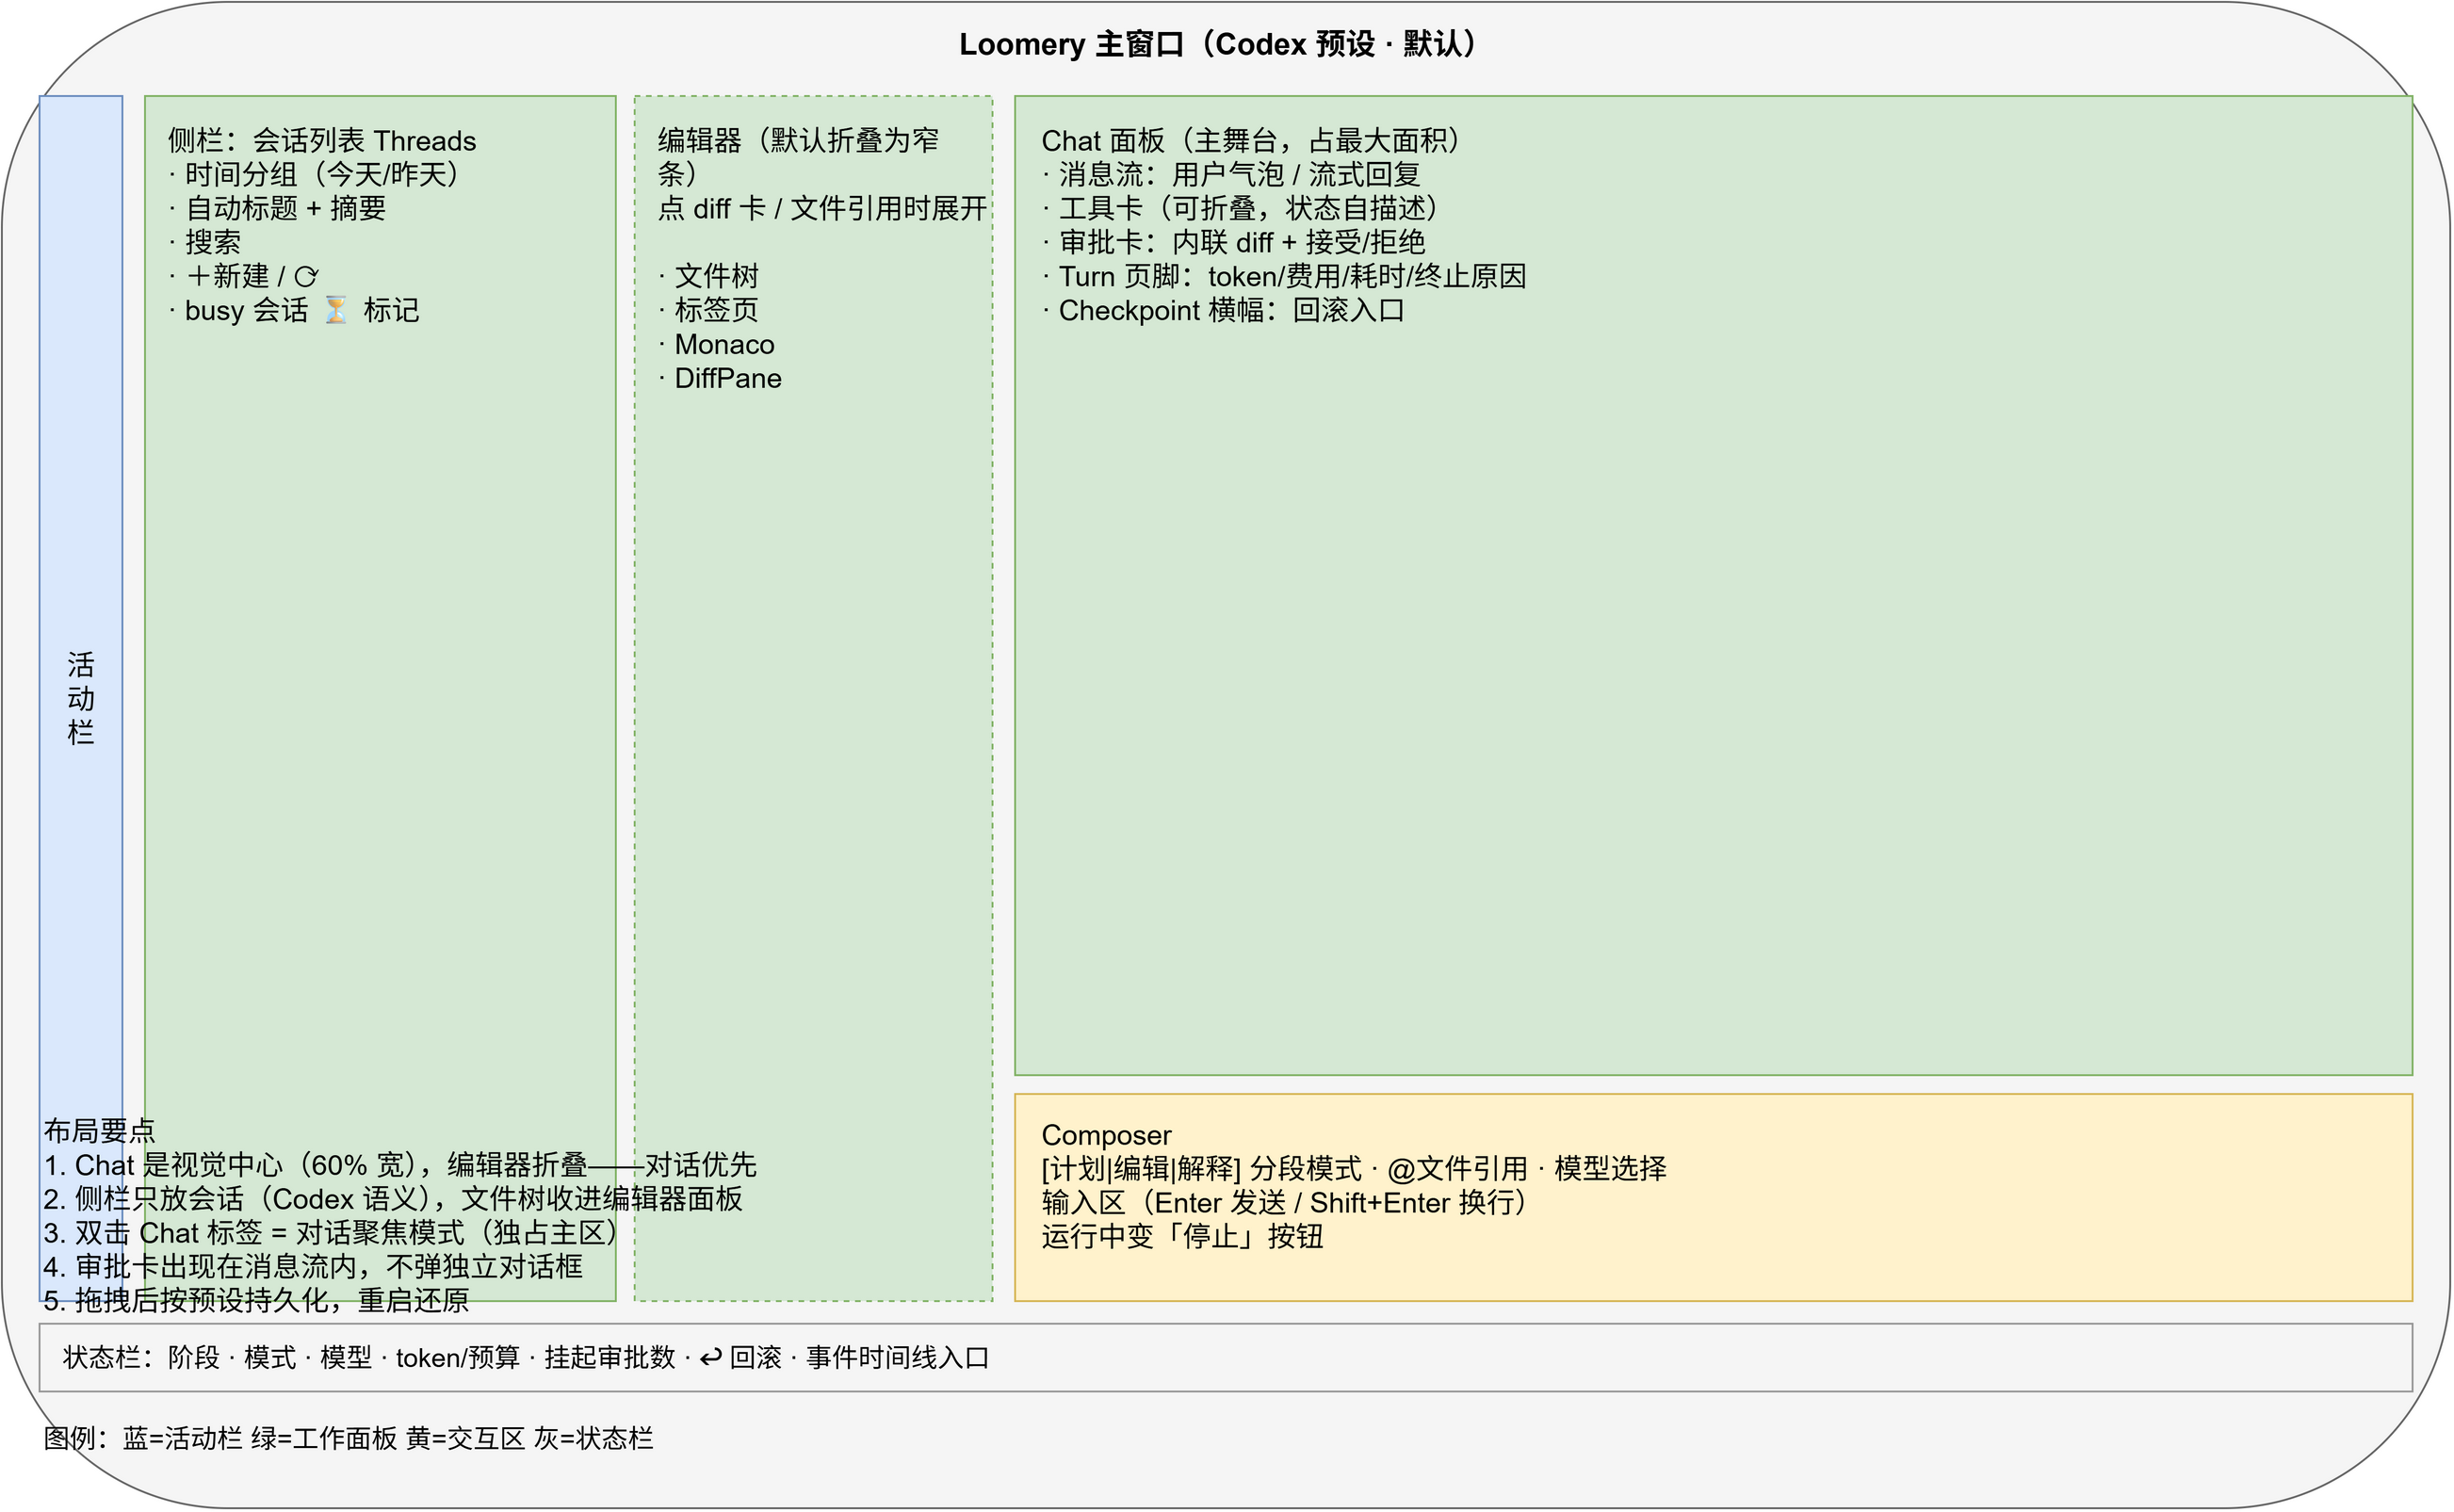 Loomery 主窗口（Codex 预设 · 默认）
活
动
栏
侧栏：会话列表 Threads
· 时间分组（今天/昨天）
· 自动标题 + 摘要
· 搜索
· ＋新建 / ⟳
· busy 会话 ⏳ 标记
编辑器（默认折叠为窄
条）
点 diff 卡 / 文件引用时展开
· 文件树
· 标签页
· Monaco
· DiffPane
Chat 面板（主舞台，占最大面积）
· 消息流：用户气泡 / 流式回复
· 工具卡（可折叠，状态自描述）
· 审批卡：内联 diff + 接受/拒绝
· Turn 页脚：token/费用/耗时/终止原因
· Checkpoint 横幅：回滚入口
Composer
[计划|编辑|解释] 分段模式 · @文件引用 · 模型选择
输入区（Enter 发送 / Shift+Enter 换行）
运行中变「停止」按钮
布局要点
1. Chat 是视觉中心（60% 宽），编辑器折叠——对话优先
2. 侧栏只放会话（Codex 语义），文件树收进编辑器面板
3. 双击 Chat 标签 = 对话聚焦模式（独占主区）
4. 审批卡出现在消息流内，不弹独立对话框
5. 拖拽后按预设持久化，重启还原
状态栏：阶段 · 模式 · 模型 · token/预算 · 挂起审批数 · ↩ 回滚 · 事件时间线入口
图例：蓝=活动栏 绿=工作面板 黄=交互区 灰=状态栏